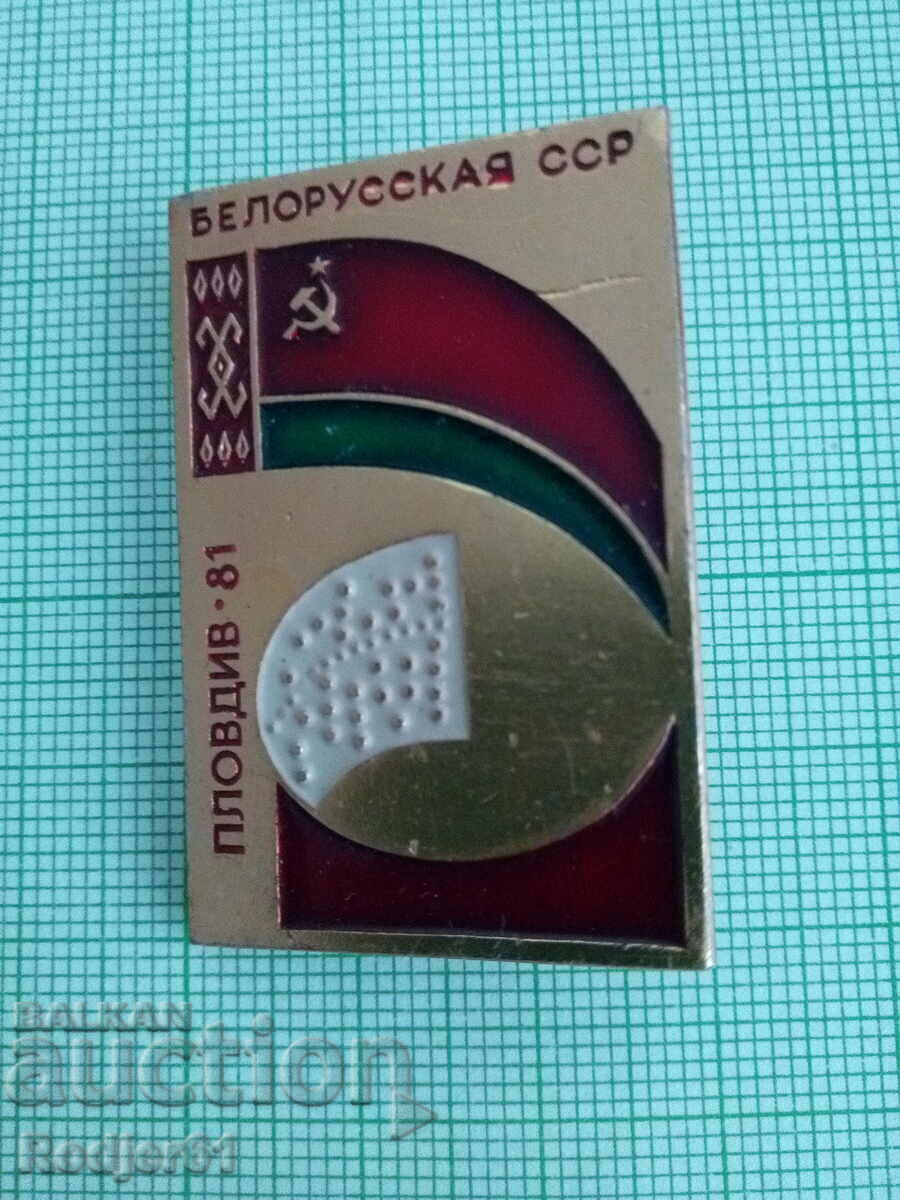 БЕЛОРУССКАЯ ССР
ПЛОВДИВ·81
BALKAN
auction
Rodjer61